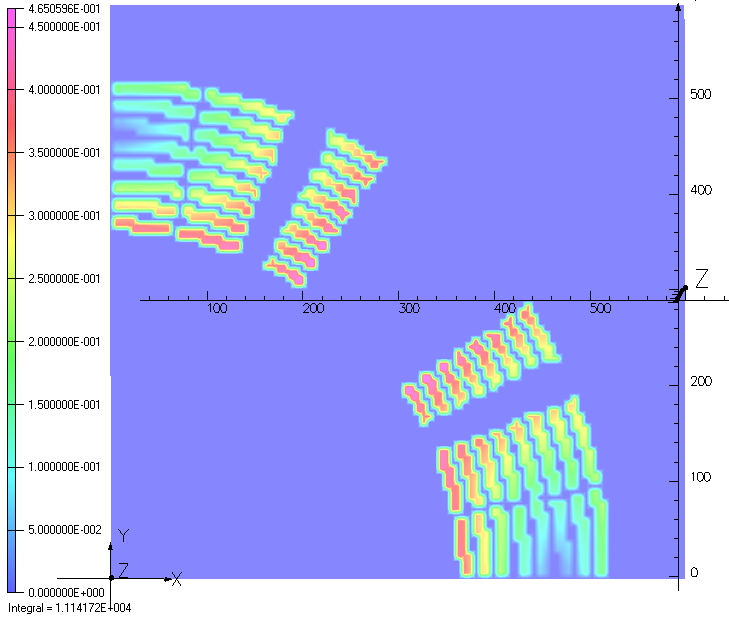 4.650596E-001
4.500000E-001
4.000000E-001
3.500000E-001
3.000000E-001
2.500000E-001
2.000000E-001
1.500000E-001
1.000000E-001
5.000000E-002
0.000000E+000
Integral = 1.114172E+004
500
400
Z
100 200 300 400 500
200
100
0
Y
Z
X